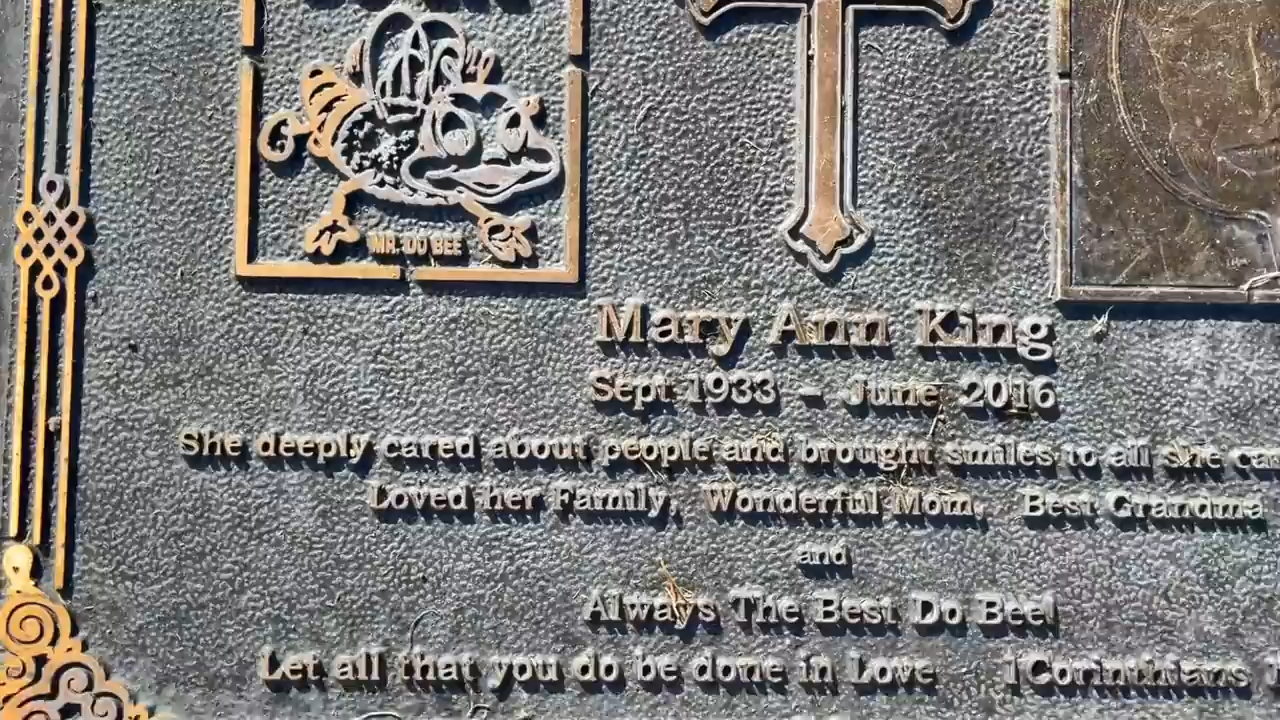 MR. DO BEE
Mary Ann King
Sept 1933 - June 2016
She deeply cared about people and brought smiles to all she
Loved her Family, Wonderful Mom, Best Grandma
and
Always The Best Do Bee!
Let all that you do be done in Love 1Corinthians